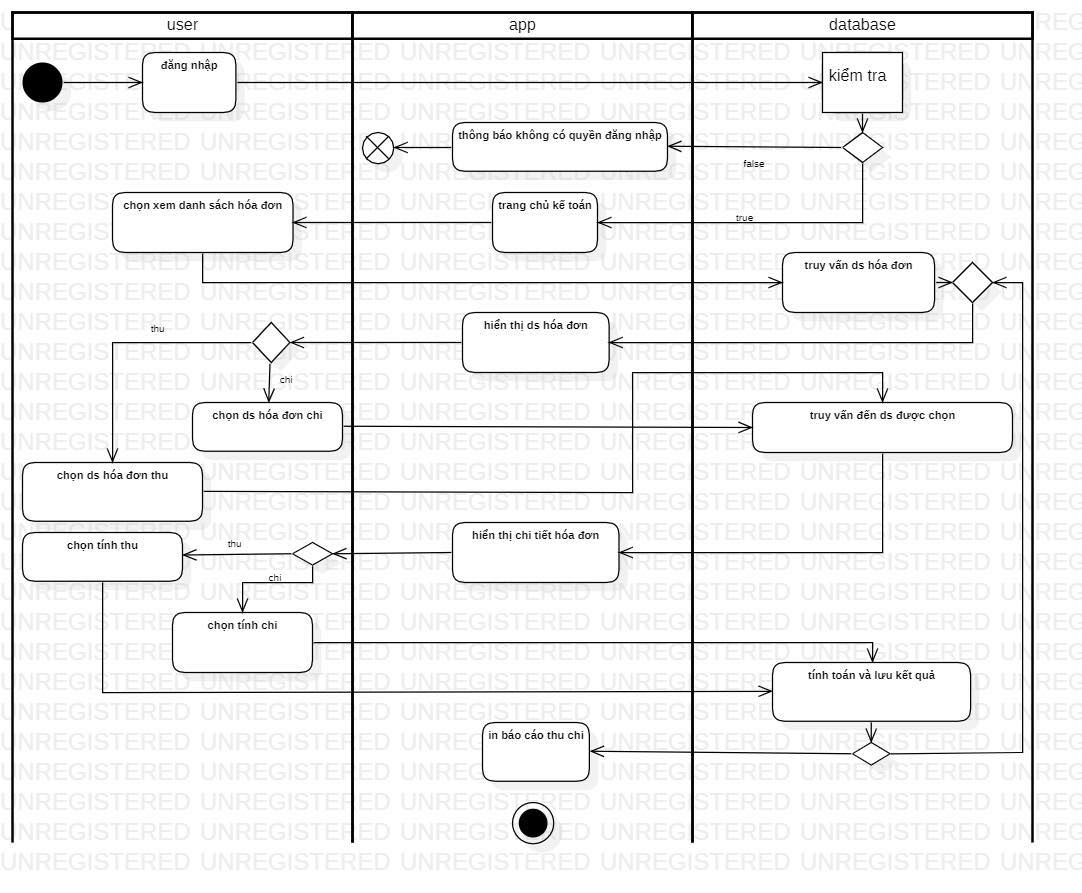 user app database
đăng nhập
kiểm tra
thông báo không có quyền đăng nhập
false
chọn xem danh sách hóa đơn
trang chủ kế toán
true
truy vấn ds hóa đơn
thu
hiển thị ds hóa đơn
chi
chọn ds hóa đơn chi
truy vấn đến ds được chọn
chọn ds hóa đơn thu
chọn tính thu
thu
hiển thị chi tiết hóa đơn
chi
chọn tính chi
tính toán và lưu kết quả
in báo cáo thu chi
UNREGISTERED